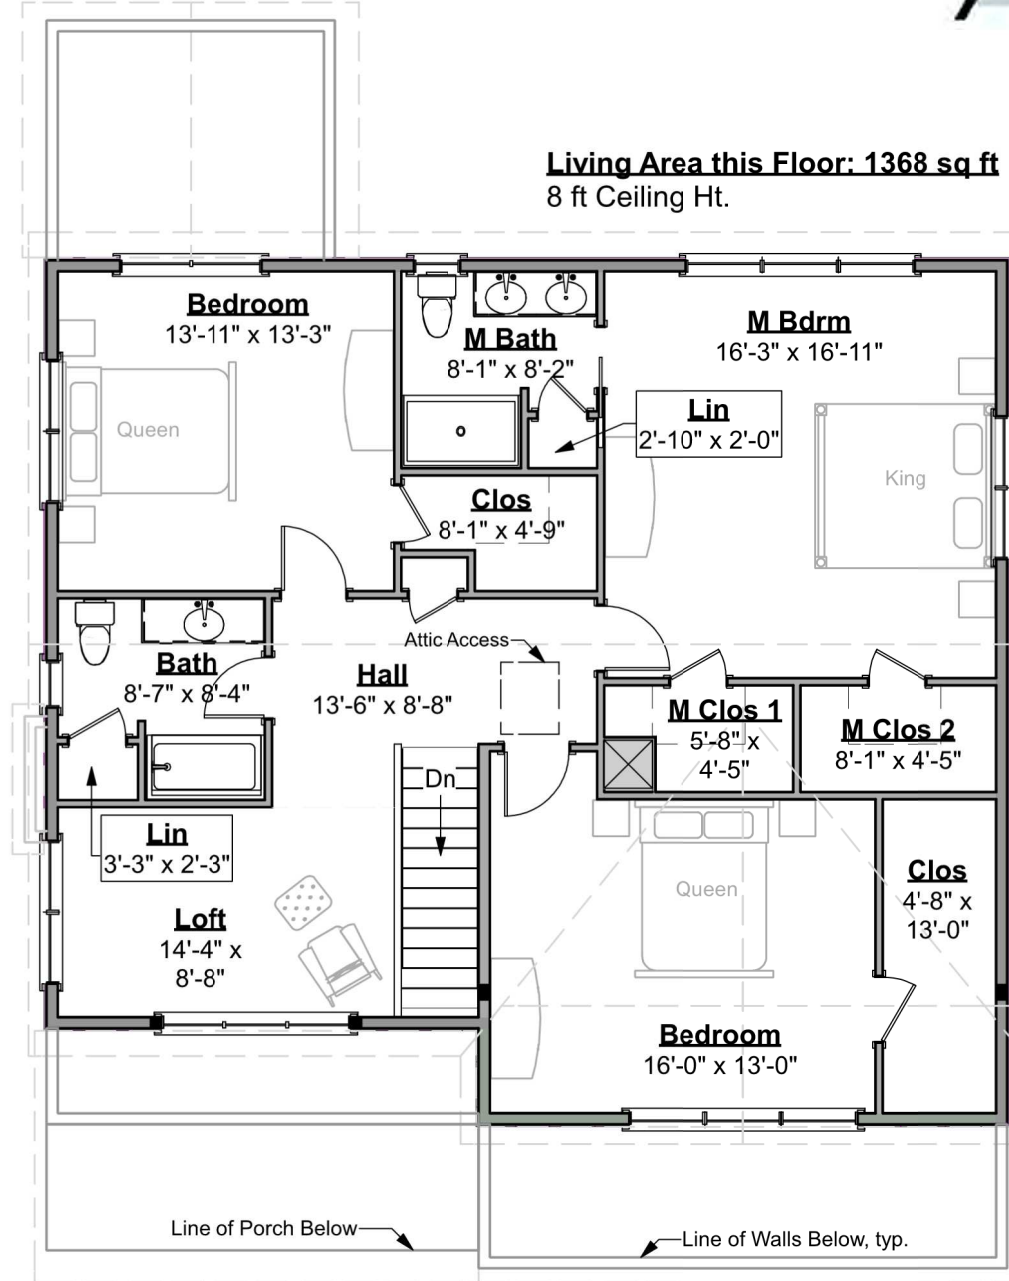 Living Area this Floor: 1368 sq ft
8 ft Ceiling Ht.
Bedroom
13'-11" x 13'-3"
Queen
M Bath
8'-1" x 8'-2"
M Bdrm
16'-3" x 16'-11"
Lin
2'-10" x 2'-0"
King
Clos
8'-1" x 4'-9"
Attic Access
Bath
8'-7" x 8'-4"
Hall
13'-6" x 8'-8"
M Clos 1
5'-8" x
4'-5"
M Clos 2
8'-1" x 4'-5"
Dn
Lin
3'-3" x 2'-3"
Loft
14'-4" x
8'-8"
Queen
Clos
4'-8" x
13'-0"
Bedroom
16'-0" x 13'-0"
Line of Porch Below
Line of Walls Below, typ.